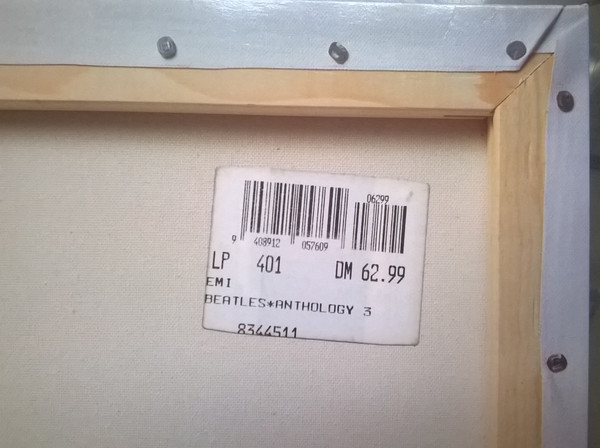 06299
9 408912 057609
LP 401 DM 62.99
EMI
BEATLES*ANTHOLOGY 3
8344511